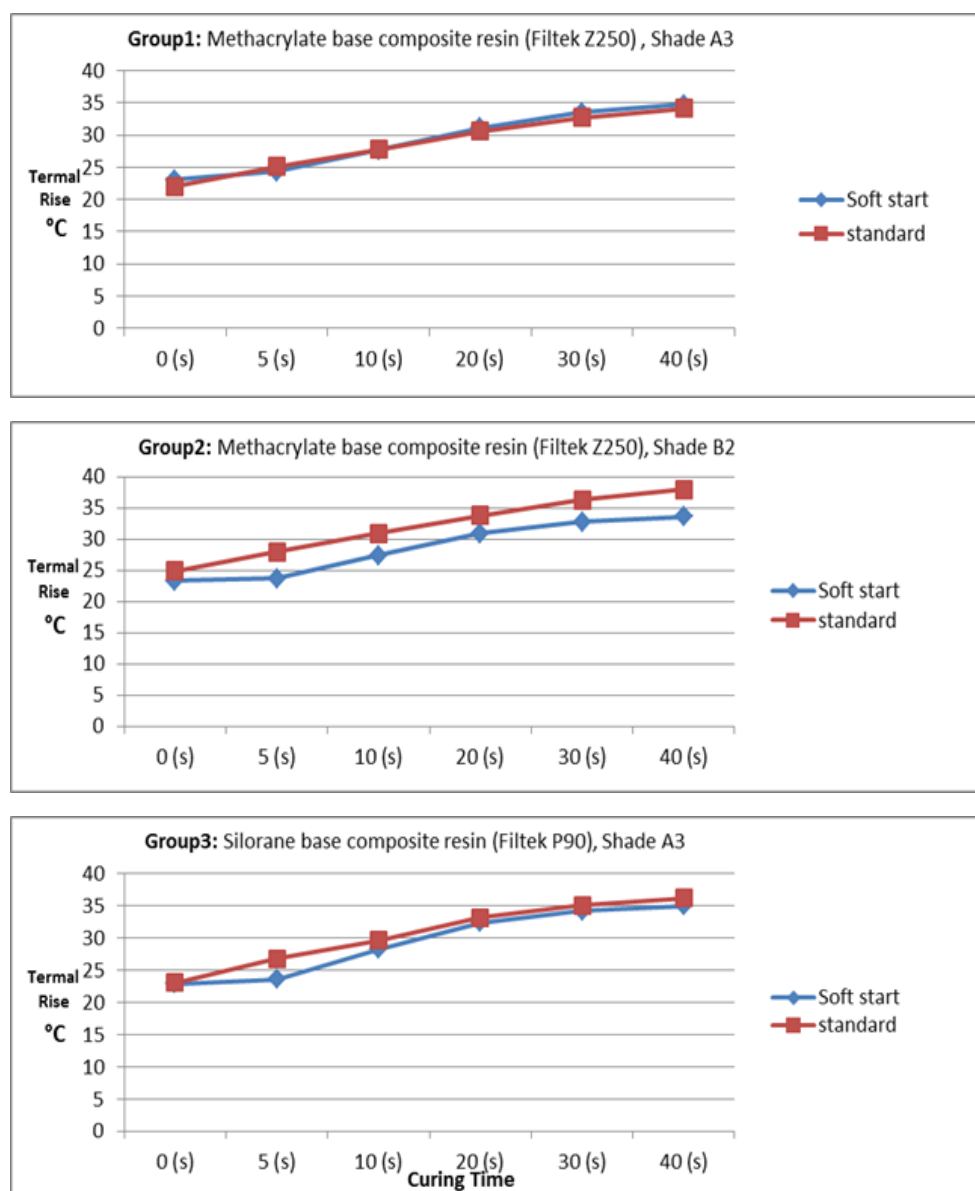 Group1: Methacrylate base composite resin (Filtek Z250) , Shade A3
40
35
30
25
20
15
10
5
0
Termal
Rise
°C
0 (s) 5 (s) 10 (s) 20 (s) 30 (s) 40 (s)
Soft start
standard
Group2: Methacrylate base composite resin (Filtek Z250), Shade B2
40
35
30
25
20
15
10
5
0
Termal
Rise
°C
0 (s) 5 (s) 10 (s) 20 (s) 30 (s) 40 (s)
Soft start
standard
Group3: Silorane base composite resin (Filtek P90), Shade A3
40
35
30
25
20
15
10
5
0
Termal
Rise
°C
0 (s) 5 (s) 10 (s) 20 (s) 30 (s) 40 (s)
Curing Time
Soft start
standard